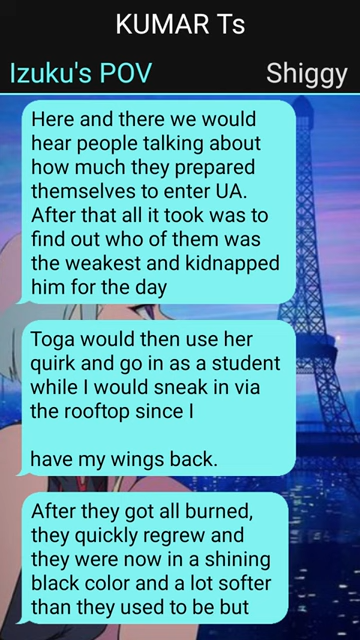 KUMAR Ts
Izuku's POV
Shiggy
Here and there we would
hear people talking about
how much they prepared
themselves to enter UA.
After that all it took was to
find out who of them was
the weakest and kidnapped
him for the day
Toga would then use her
quirk and go in as a student
while I would sneak in via
the rooftop since I
have my wings back.
After they got all burned,
they quickly regrew and
they were now in a shining
black color and a lot softer
than they used to be but